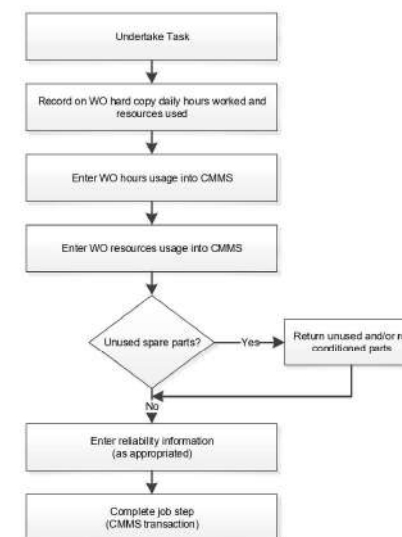 Undertake Task
Record on WO hard copy daily hours worked and
resources used
Enter WO hours usage into CMMS
Enter WO resources usage into CMMS
Unused spare parts?
Yes
Return unused and/or r
conditioned parts
No
Enter reliability information
(as appropriated)
Complete job step
(CMMS transaction)